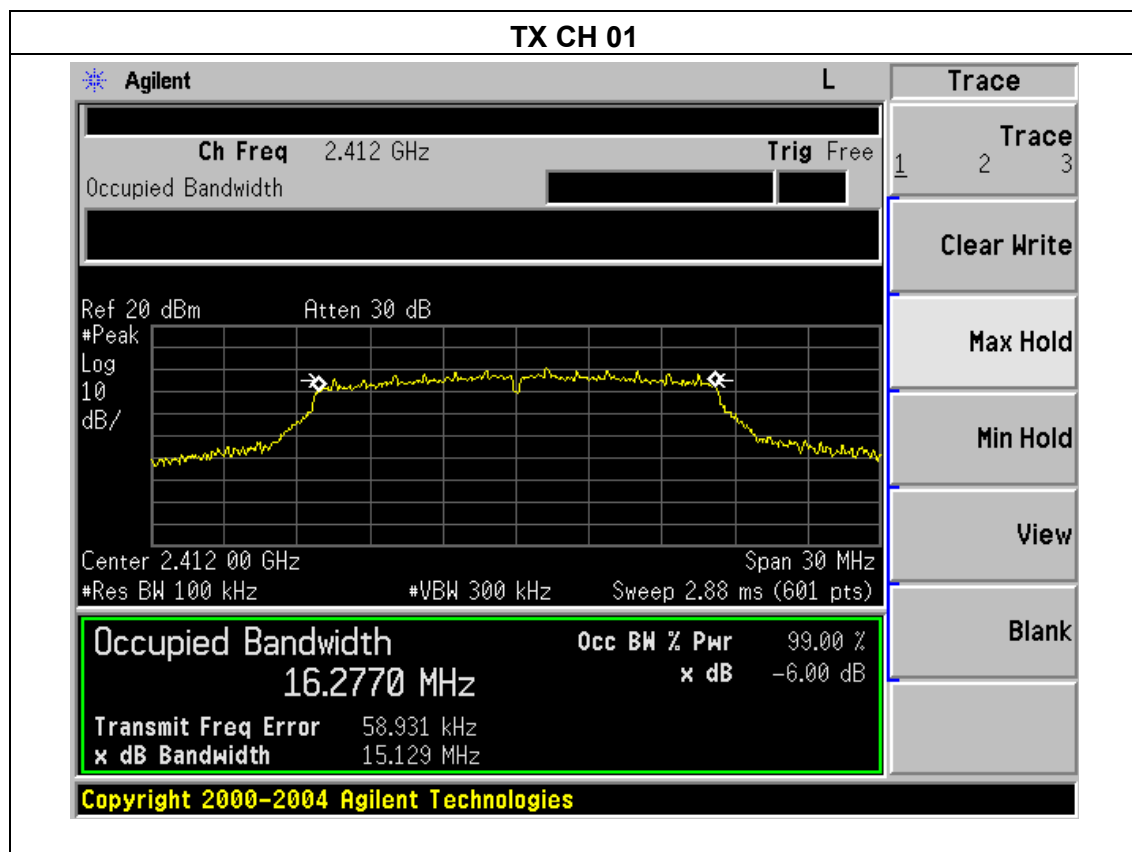 TX CH 01
Agilent L Trace
Ch Freq 2.412 GHz Trig Free
Occupied Bandwidth
Trace
1 2 3
Clear Write
Max Hold
Min Hold
View
Blank
Ref 20 dBm Atten 30 dB
#Peak
Log
10
dB/
Center 2.412 00 GHz Span 30 MHz
#Res BW 100 kHz #VBW 300 kHz Sweep 2.88 ms (601 pts)
Occupied Bandwidth Occ BW % Pwr 99.00 %
16.2770 MHz x dB -6.00 dB
Transmit Freq Error 58.931 kHz
x dB Bandwidth 15.129 MHz
Copyright 2000-2004 Agilent Technologies